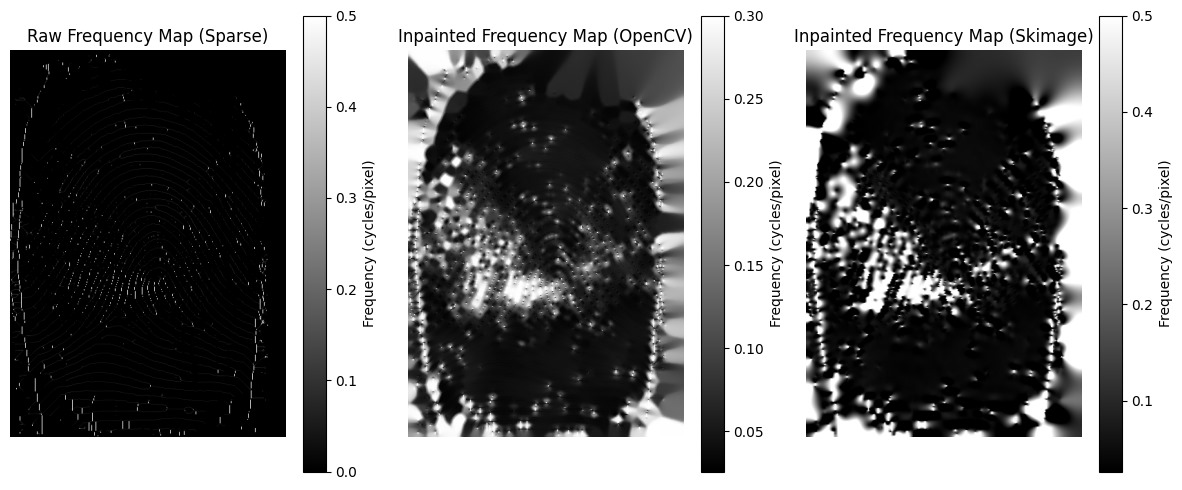 Raw Frequency Map (Sparse)
0.5
0.4
0.3
0.2
0.1
0.0
Frequency (cycles/pixel)
Inpainted Frequency Map (OpenCV)
0.30
0.25
0.20
0.15
0.10
0.05
Frequency (cycles/pixel)
Inpainted Frequency Map (Skimage)
0.5
0.4
0.3
0.2
0.1
Frequency (cycles/pixel)